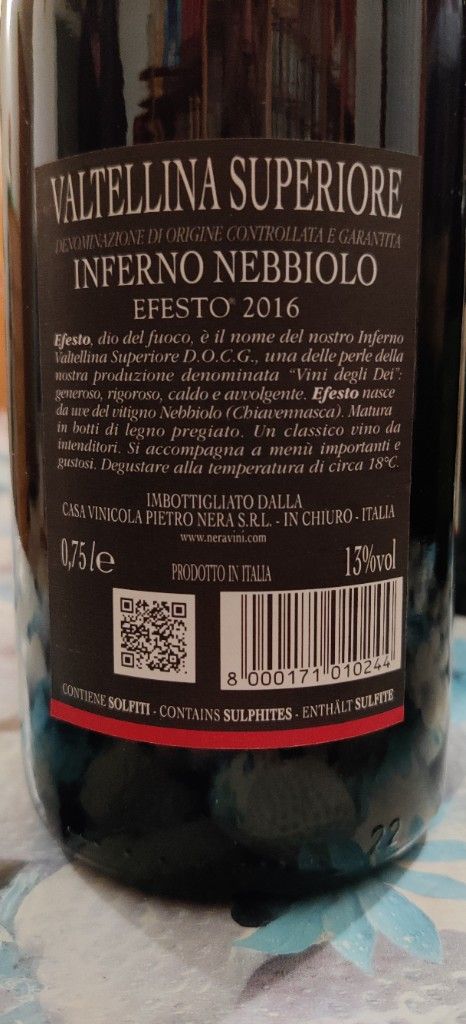 VALTELLINA SUPERIORE
DENOMINAZIONE DI ORIGINE CONTROLLATA E GARANTITA
INFERNO NEBBIOLO
EFESTO® 2016
Efesto, dio del fuoco, è il nome del nostro Inferno
Valtellina Superiore D.O.C.G., una delle perle della
nostra produzione denominata "Vini degli Dei":
generoso, rigoroso, caldo e avvolgente. Efesto nasce
da uve del vitigno Nebbiolo (Chiavennasca). Matura
in botti di legno pregiato. Un classico vino da
intenditori. Si accompagna a menù importanti e
gustosi. Degustare alla temperatura di circa 18°C.
IMBOTTIGLIATO DALLA
CASA VINICOLA PIETRO NERA S.R.L. - IN CHIURO - ITALIA
www.neravini.com
0,75 l e PRODOTTO IN ITALIA 13%vol
8 000171 010244
CONTIENE SOLFITI - CONTAINS SULPHITES - ENTHÄLT SULFITE
22